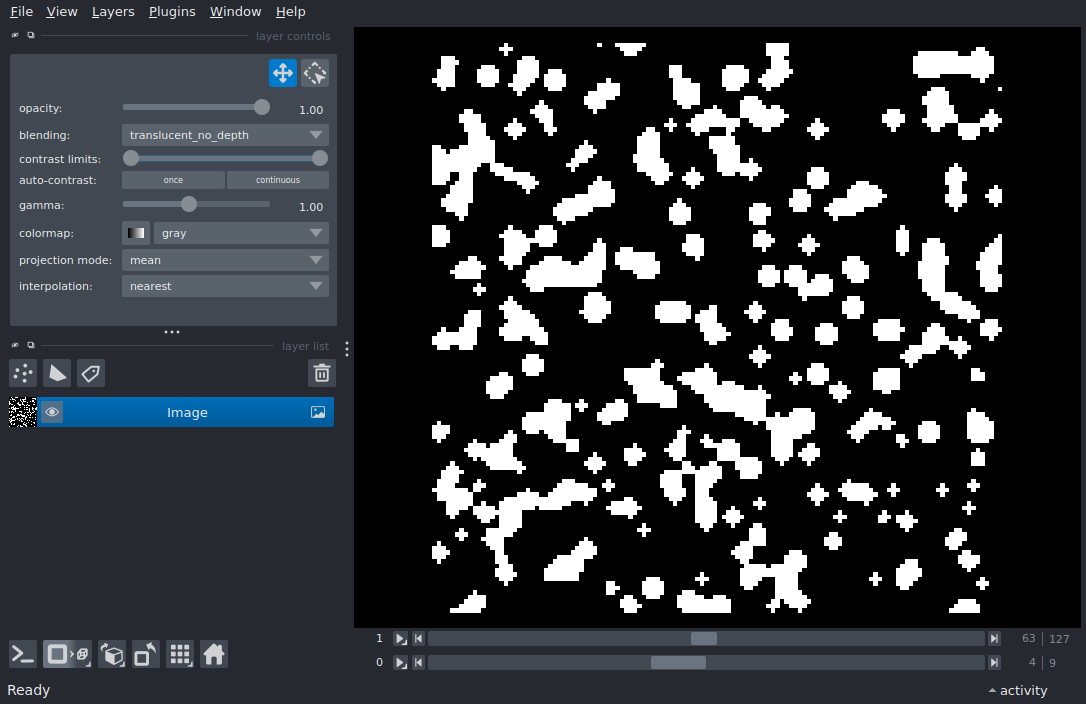 File View Layers Plugins Window Help
layer controls
opacity: 1.00
blending: translucent_no_depth
contrast limits:
auto-contrast: once continuous
gamma: 1.00
colormap: gray
projection mode: mean
interpolation: nearest
layer list
Image
1 63 127
0 4 9
Ready activity